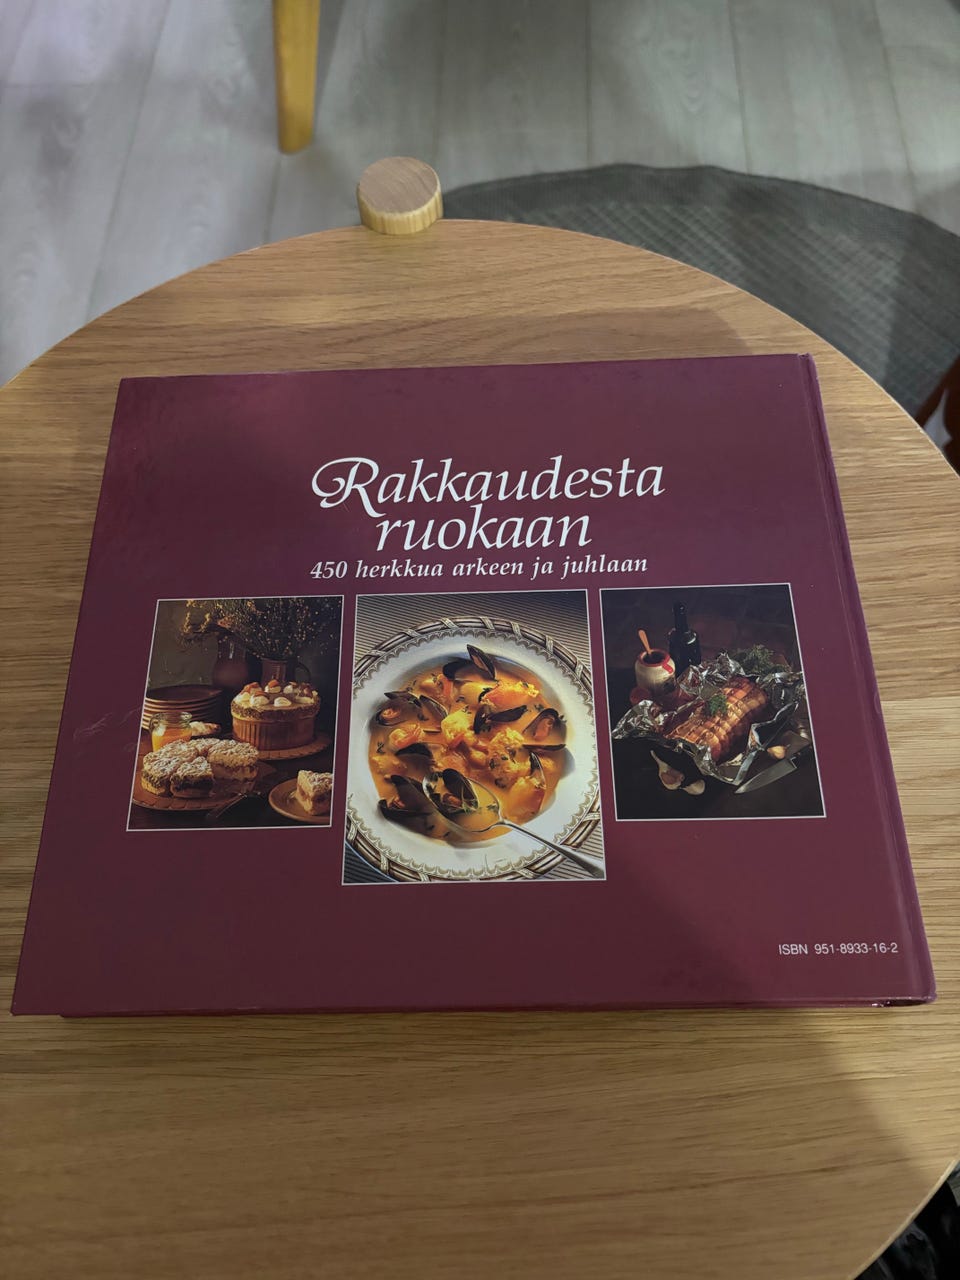 Rakkaudesta
ruokaan
450 herkkua arkeen ja juhlaan
ISBN 951-8933-16-2